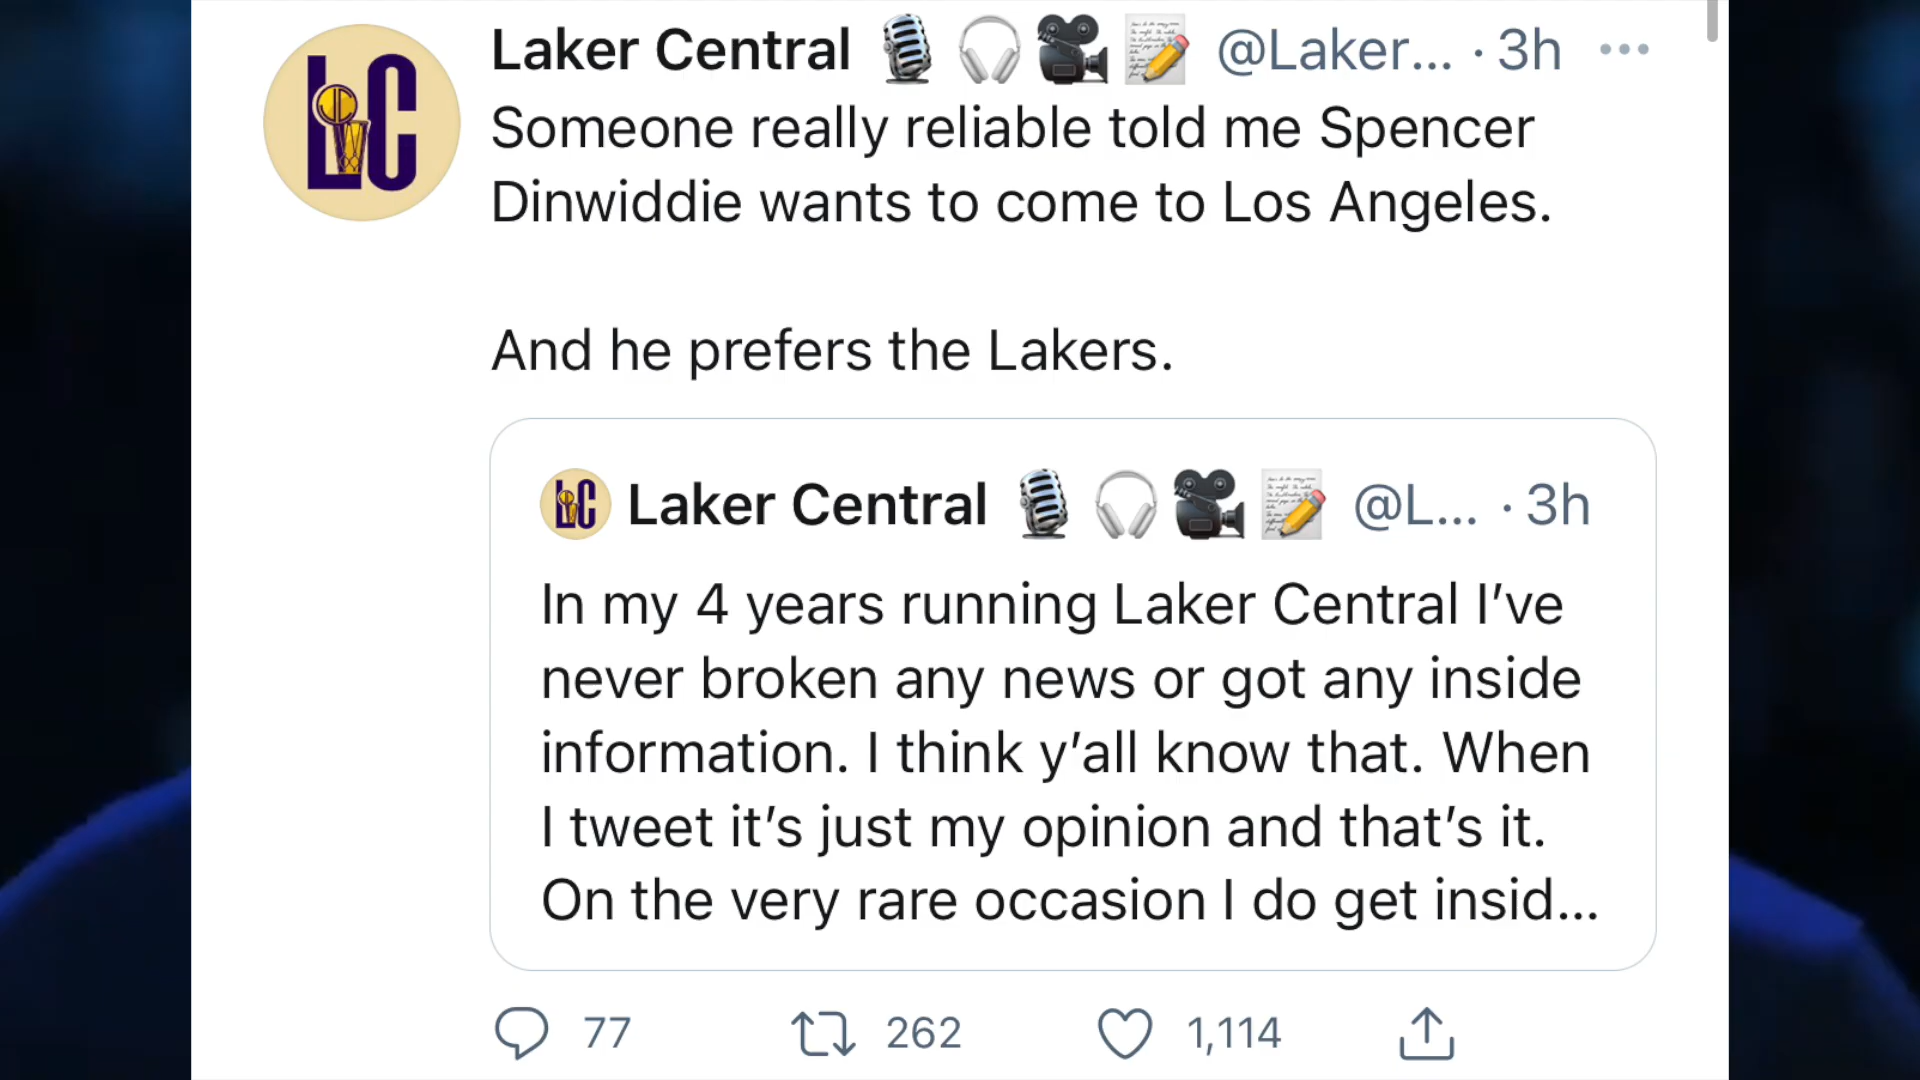 Laker Central @Laker... · 3h
Someone really reliable told me Spencer
Dinwiddie wants to come to Los Angeles.
And he prefers the Lakers.
Laker Central @L... · 3h
In my 4 years running Laker Central I’ve
never broken any news or got any inside
information. I think y’all know that. When
I tweet it’s just my opinion and that’s it.
On the very rare occasion I do get insid...
77 262 1,114